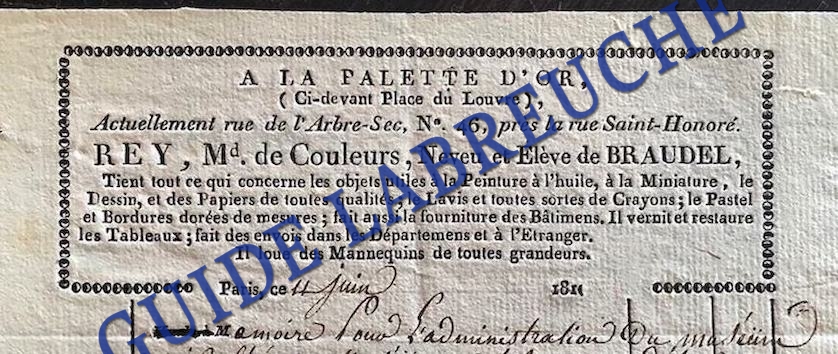 A LA PALETTE D'OR,
( Ci-devant Place du Louvre ),
Actuellement rue de l'Arbre-Sec, N.º 46, près la rue Saint-Honoré.
REY, Md. de Couleurs, Neveu et Elève de BRAUDEL,
Tient tout ce qui concerne les objets utiles à la Peinture à l'huile, à la Miniature, le
Dessin, et des Papiers de toutes qualités; à Lavis et toutes sortes de Crayons; le Pastel
et Bordures dorées de mesures; fait aussi la fourniture des Bâtimens. Il vernit et restaure
les Tableaux; fait des envois dans les Départemens et à l'Etranger.
Il loue des Mannequins de toutes grandeurs.
Paris, ce 11 juin 1811
Memoire Pour L'administration Du museum
GUIDE LABREUCHE